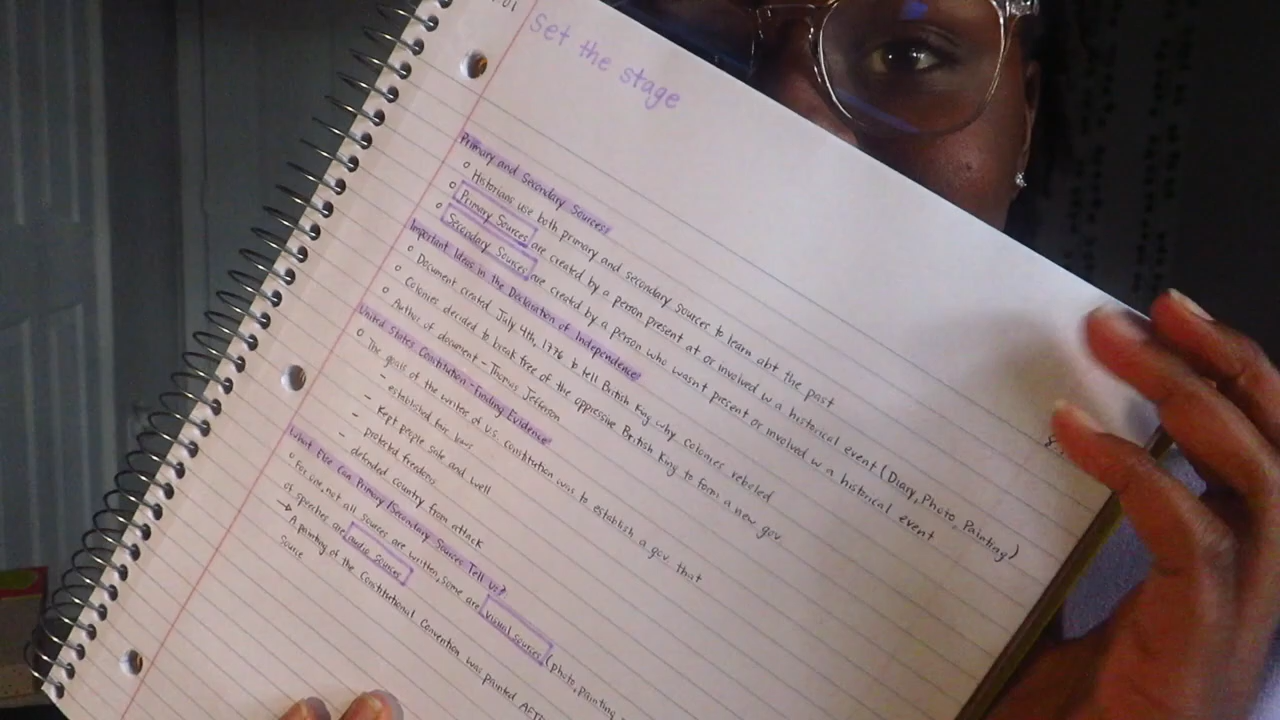 .01
Set the stage
Primary and Secondary Sources!
o Historians use both primary and secondary sources to learn abt the past
o Primary Sources are created by a person present at or involved w a historical event (Diary, Photo, Painting)
o Secondary Sources are created by a person who wasn't present or involved w a historical event
Important Ideas in the Declaration of Independence!
o Document created July 4th, 1776 to tell British King why colonies rebeled
o Colonies decided to break free of the oppressive British King to form a new gov
o Author of document - Thomas Jefferson
United States Constitution - Finding Evidence!
o The goals of the writers of U.S. constitution was to establish a gov. that
- established fair laws
- Kept people safe and well
- protected freedoms
- defended country from attack
What Else Can Primary/Secondary Sources Tell Us?
o For one, not all sources are written, some are visual sources (photo, painting
of speeches are audio sources
→ A painting of the Constitutional Convention was painted
source